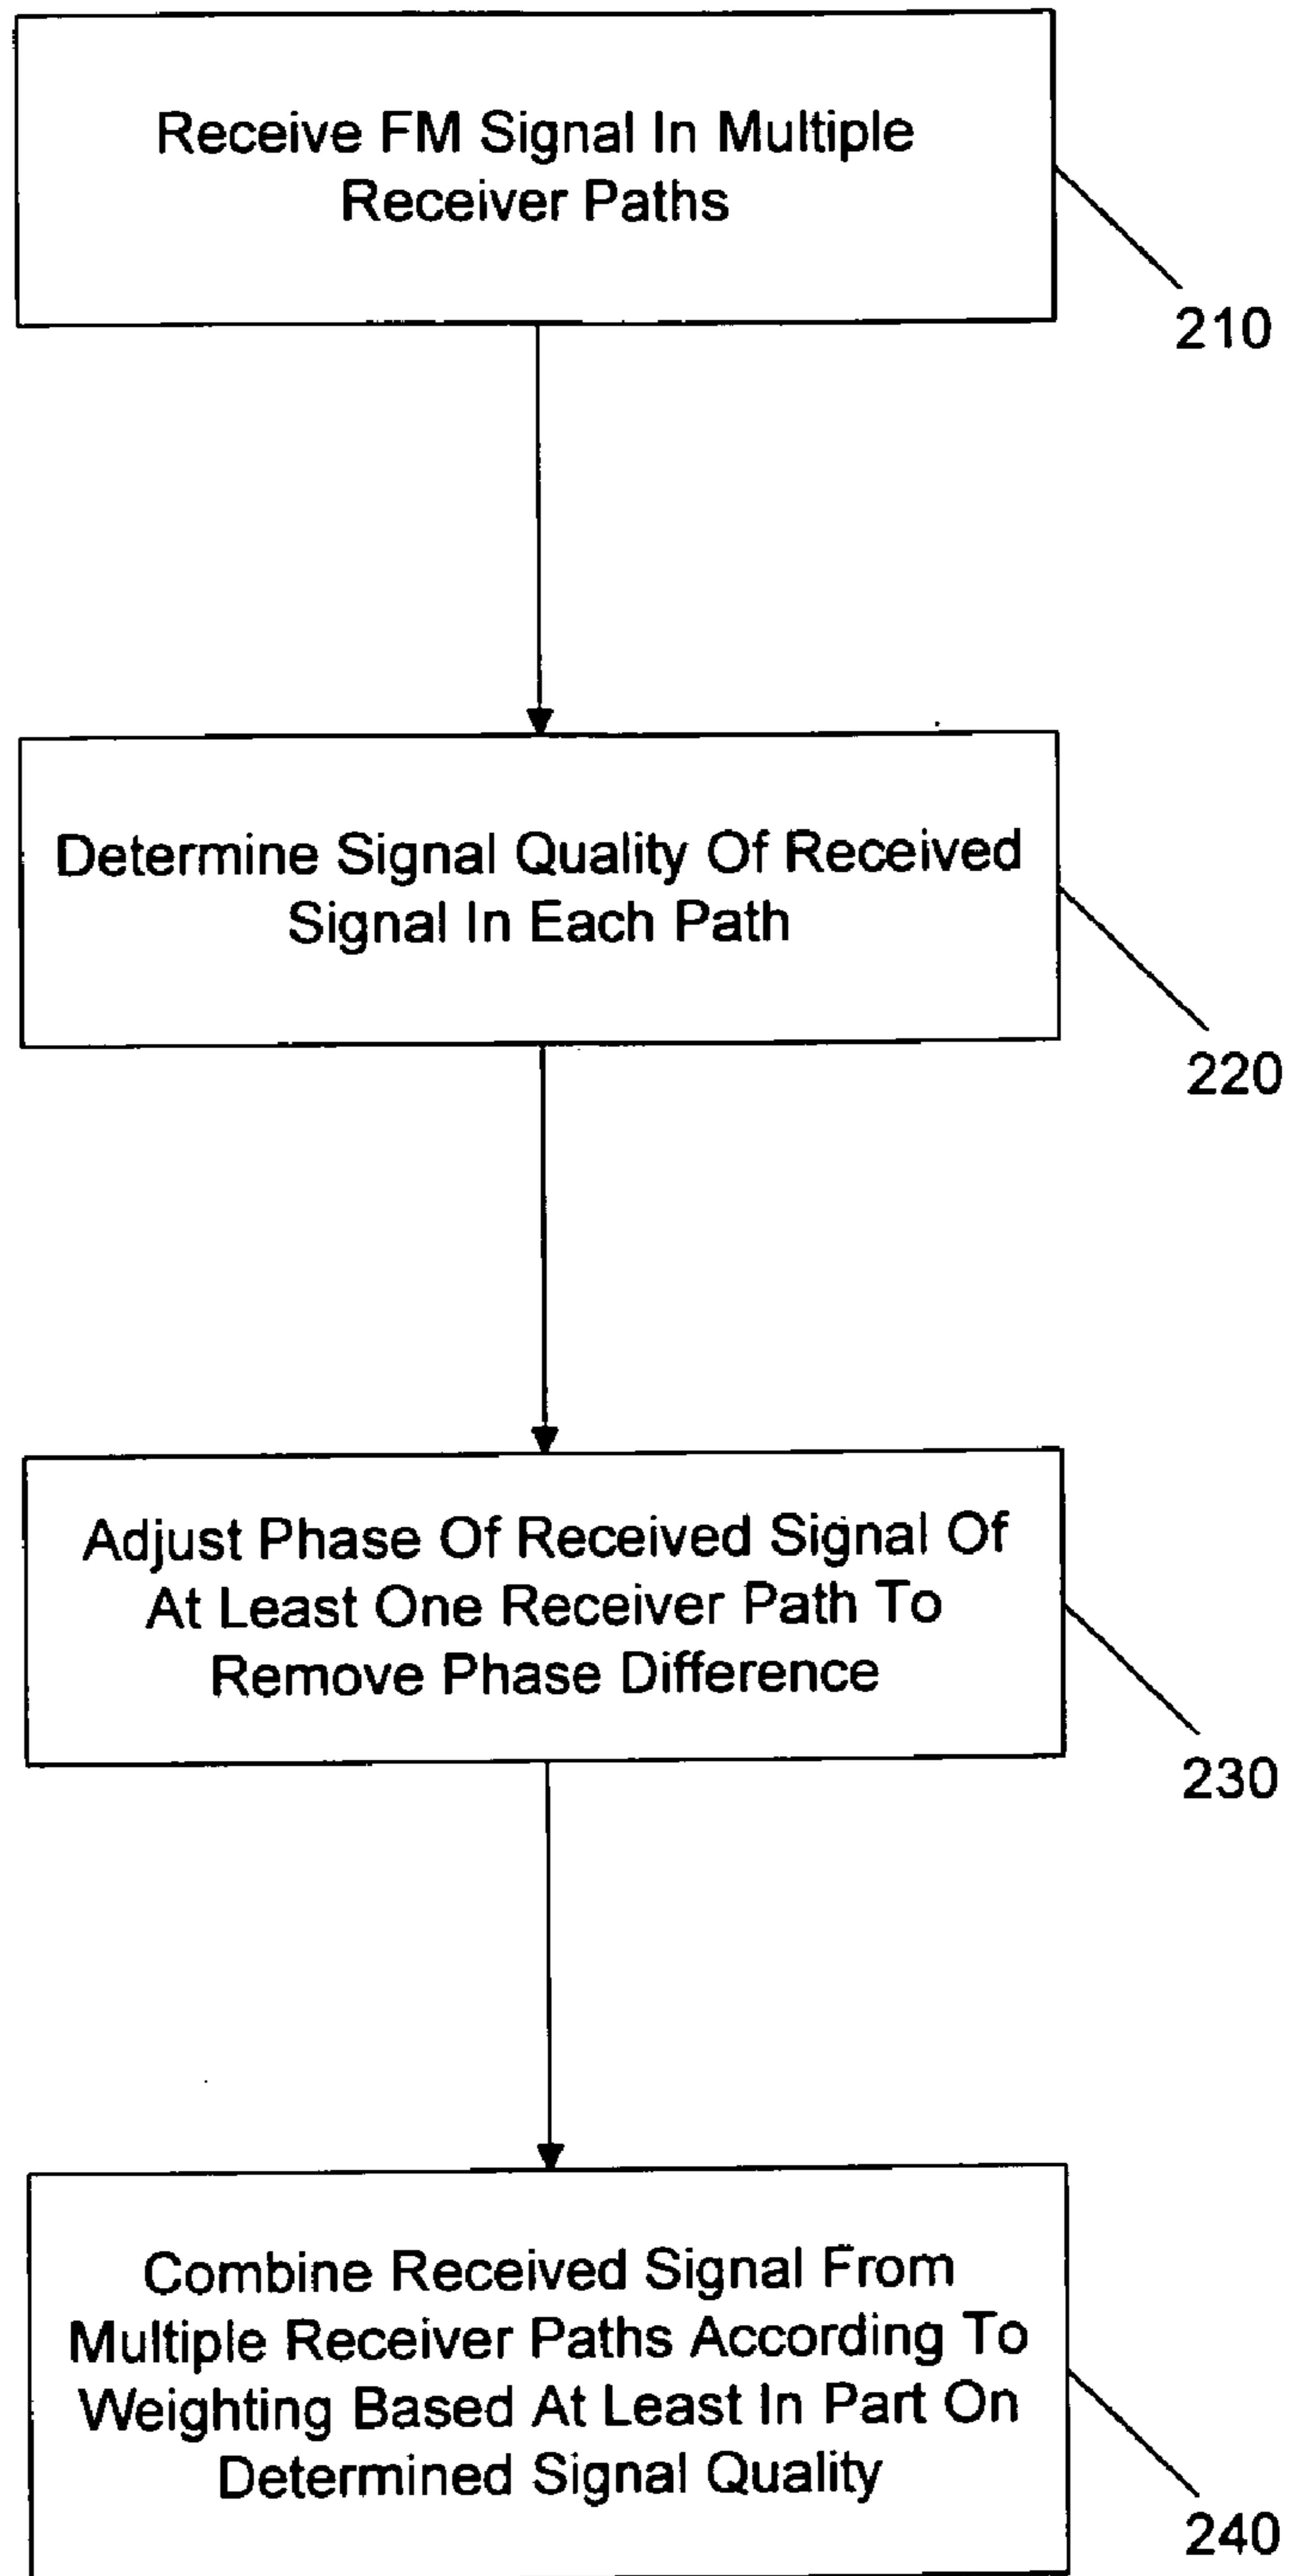 Receive FM Signal In Multiple
Receiver Paths
210
Determine Signal Quality Of Received
Signal In Each Path
220
Adjust Phase Of Received Signal Of
At Least One Receiver Path To
Remove Phase Difference
230
Combine Received Signal From
Multiple Receiver Paths According To
Weighting Based At Least In Part On
Determined Signal Quality
240